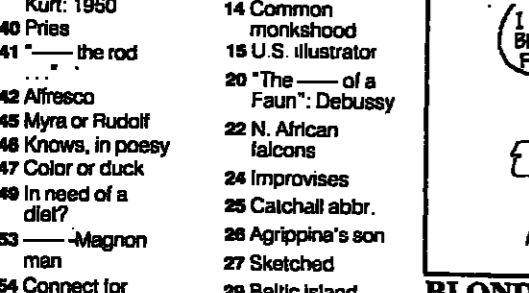 Kurt: 1950
40 Pries
41 "—— the rod
. . ."
42 Alfresco
45 Myra or Rudolf
46 Knows, in poesy
47 Color or duck
49 In need of a
diet?
53 —— -Magnon
man
54 Connect for
14 Common
monkshood
15 U.S. illustrator
20 "The —— of a
Faun": Debussy
22 N. African
falcons
24 Improvises
25 Catchall abbr.
26 Agrippina's son
27 Sketched
29 Baltic island
I
BLOND